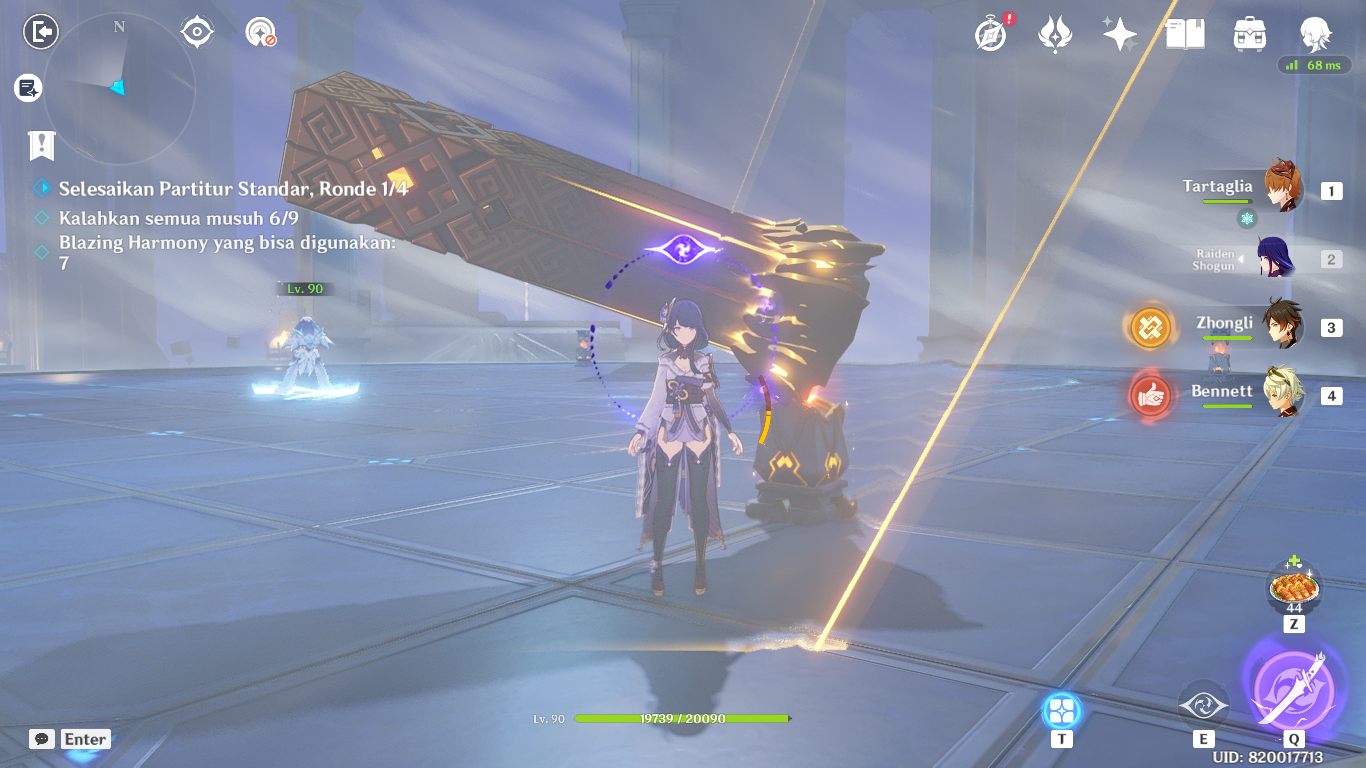 N
68 ms
Selesaikan Partitur Standar, Ronde 1/4
Kalahkan semua musuh 6/9
Blazing Harmony yang bisa digunakan:
7
Lv. 90
Tartaglia
1
Raiden
Shogun
2
Zhongli
3
Bennett
4
44
Z
Lv. 90
19739 / 20090
T
E
Q
Enter
UID: 820017713